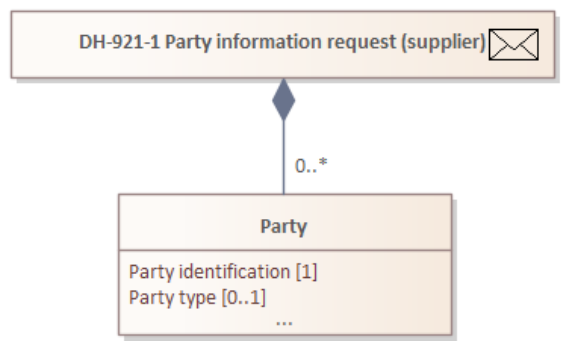 DH-921-1 Party information request (supplier)
0..*
Party
Party identification [1]
Party type [0..1]
...